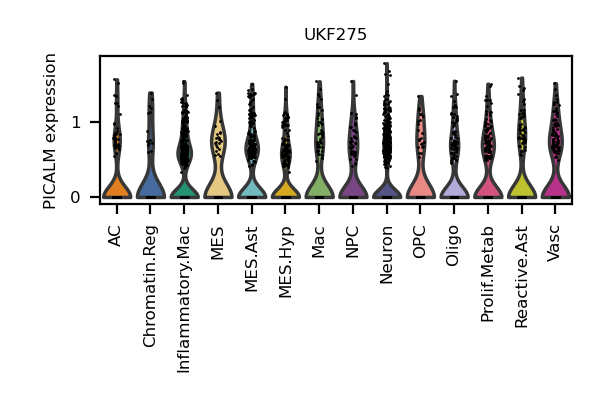 UKF275
PICALM expression
1
0
AC
Chromatin.Reg
Inflammatory.Mac
MES
MES.Ast
MES.Hyp
Mac
NPC
Neuron
OPC
Oligo
Prolif.Metab
Reactive.Ast
Vasc